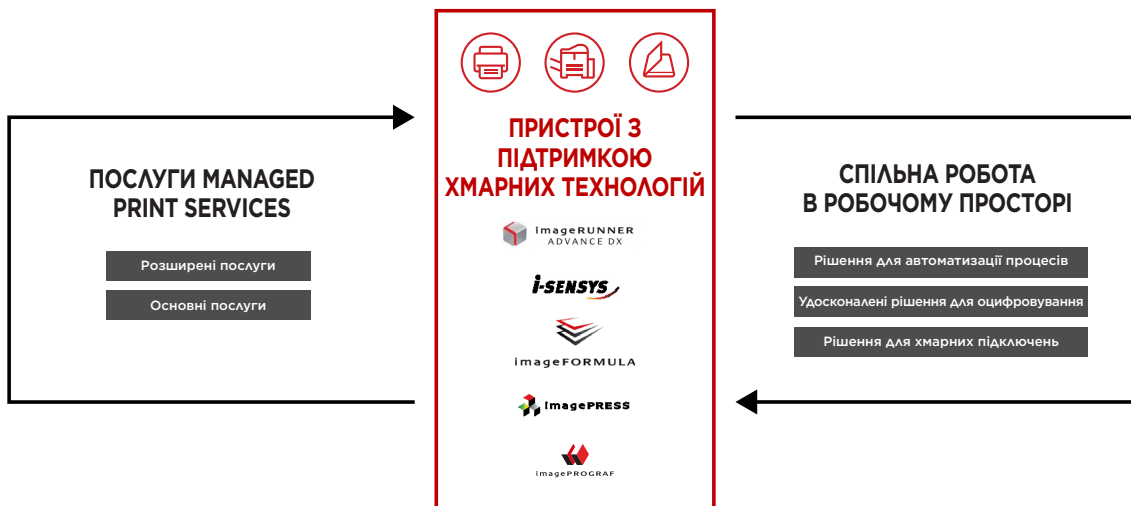 ПОСЛУГИ MANAGED
PRINT SERVICES
Розширені послуги
Основні послуги
ПРИСТРОЇ З
ПІДТРИМКОЮ
ХМАРНИХ ТЕХНОЛОГІЙ
imageRUNNER
ADVANCE DX
i-SENSYS
imageFORMULA
imagePRESS
imagePROGRAF
СПІЛЬНА РОБОТА
В РОБОЧОМУ ПРОСТОРІ
Рішення для автоматизації процесів
Удосконалені рішення для оцифровування
Рішення для хмарних підключень